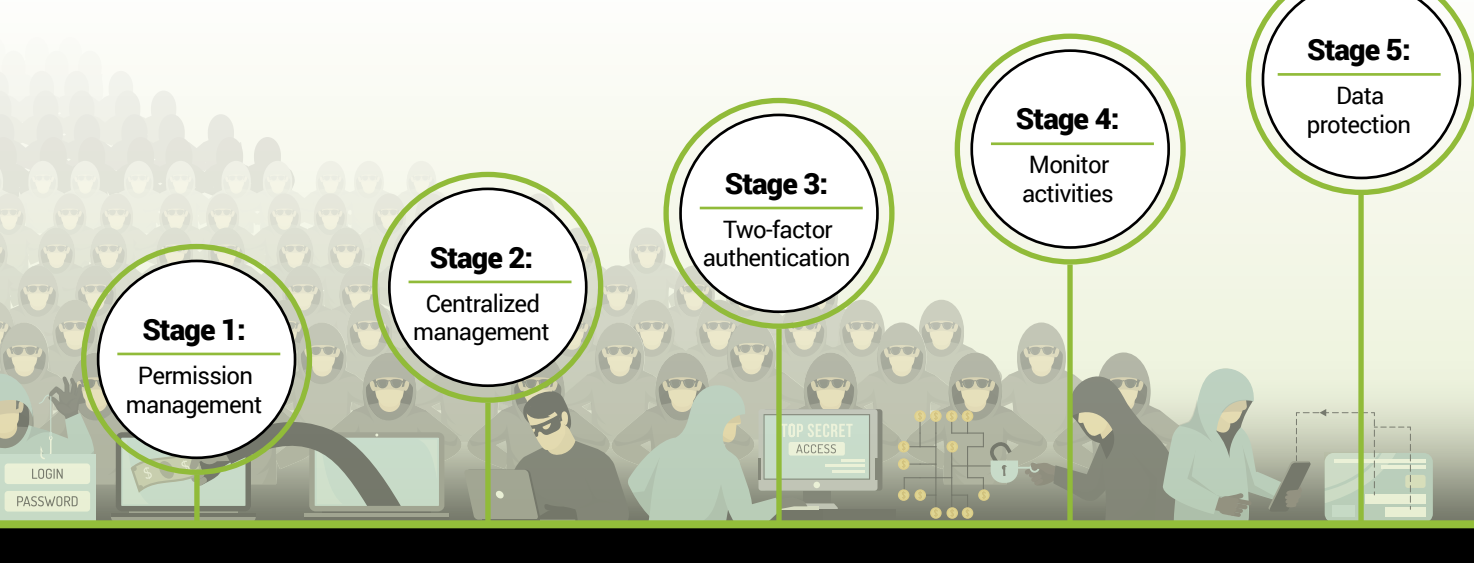 Stage 1:
Permission
management
Stage 2:
Centralized
management
Stage 3:
Two-factor
authentication
Stage 4:
Monitor
activities
Stage 5:
Data
protection
LOGIN
PASSWORD
TOP SECRET
ACCESS